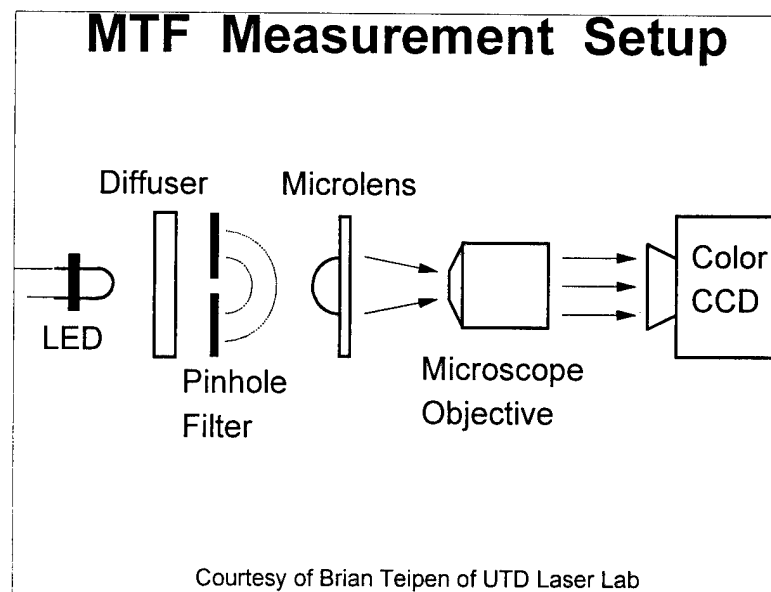 MTF Measurement Setup
Diffuser
Microlens
LED
Pinhole
Filter
Microscope
Objective
Color
CCD
Courtesy of Brian Teipen of UTD Laser Lab